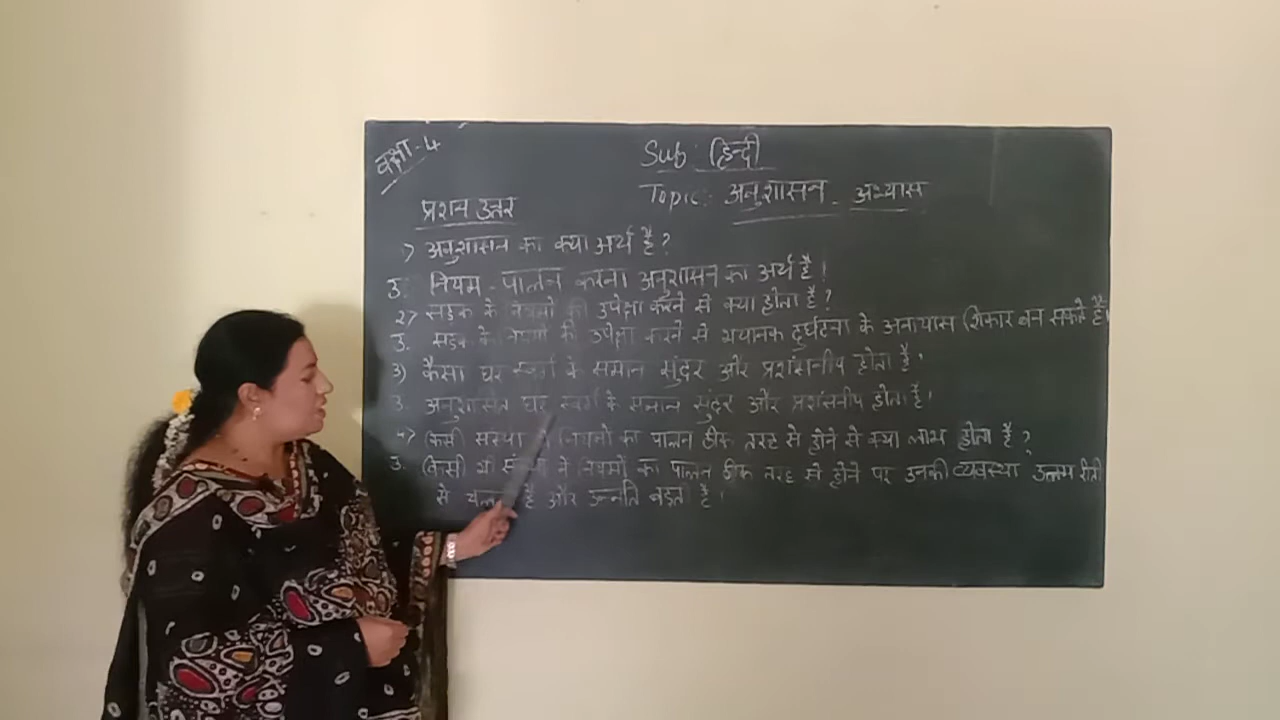 कक्षा - 4
Sub: हिन्दी
Topic: अनुशासन - अभ्यास
प्रशन उत्तर
1) अनुशासन का क्या अर्थ है ?
उ. नियम - पालन करना अनुशासन का अर्थ है ।
2) सड़क के नियमों की उपेक्षा करने से क्या होता है ?
उ. सड़क के नियमों की उपेक्षा करने से भयानक दुर्घटना के अनायास शिकार बन सकते है।
3) कैसा घर स्वर्ग के समान सुंदर और प्रशंसनीय होता है ?
उ. अनुशासित घर स्वर्ग के समान सुंदर और प्रशंसनीय होता है ।
4) किसी संस्था नियमों का पालन ठीक तरह से होने से क्या लाभ होता है ?
उ. किसी भी संस्था में नियमों का पालन ठीक तरह से होने पर उनकी व्यवस्था उत्तम रीती
से है और उन्नति बढ़ता है ।